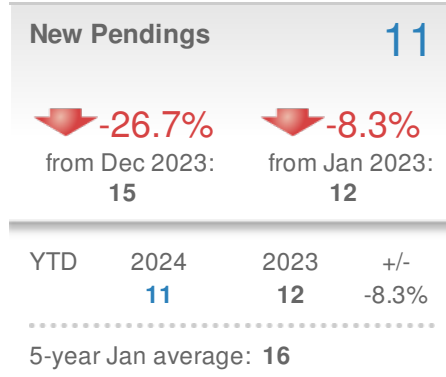 New Pendings 11
-26.7% -8.3%
from Dec 2023: from Jan 2023:
15 12
YTD 2024 2023 +/-
11 12 -8.3%
5-year Jan average: 16